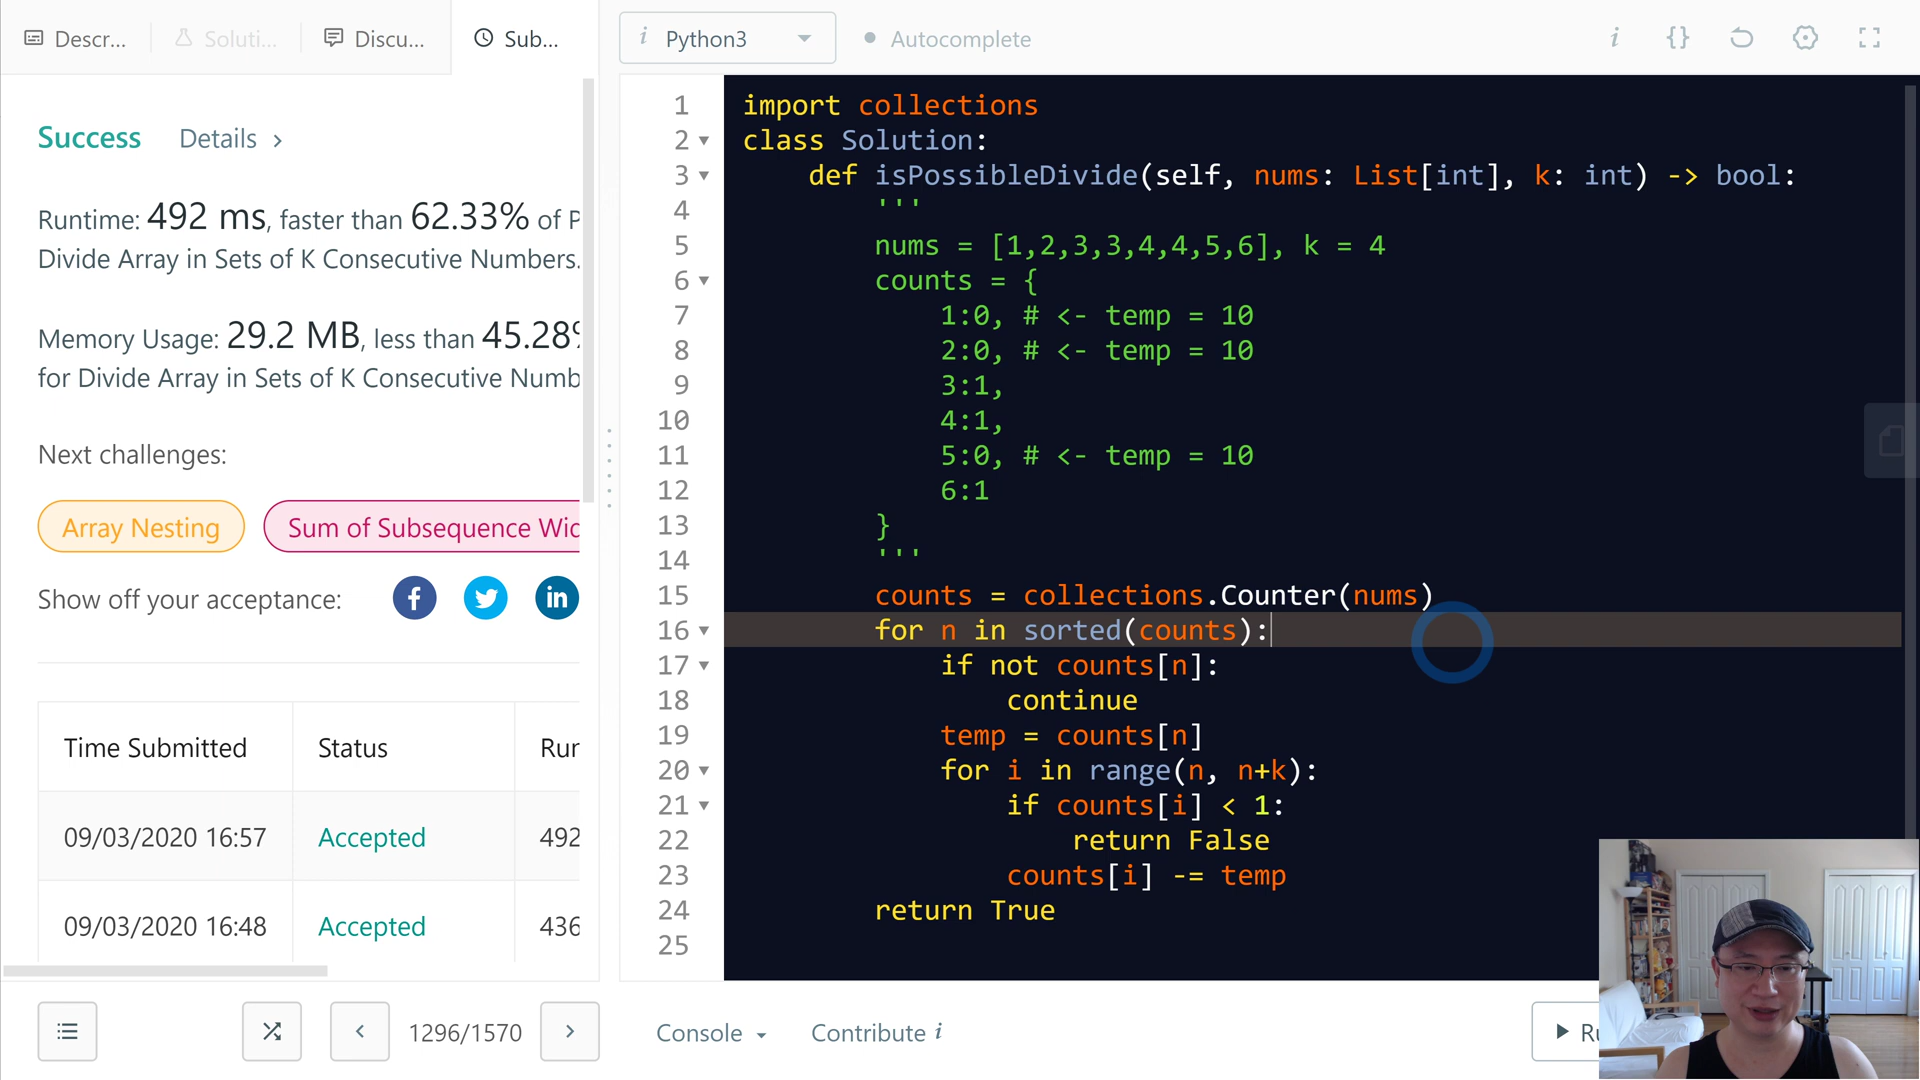 Descr...
Soluti...
Discu...
Sub...
i Python3
Autocomplete
i {}
Success Details >
Runtime: 492 ms, faster than 62.33% of P
Divide Array in Sets of K Consecutive Numbers.
Memory Usage: 29.2 MB, less than 45.28%
for Divide Array in Sets of K Consecutive Numb
Next challenges:
Array Nesting
Sum of Subsequence Wid
Show off your acceptance:
f
in
Time Submitted Status Run
09/03/2020 16:57 Accepted 492
09/03/2020 16:48 Accepted 436
1 import collections
2 class Solution:
3 def isPossibleDivide(self, nums: List[int], k: int) -> bool:
4 '''
5 nums = [1,2,3,3,4,4,5,6], k = 4
6 counts = {
7 1:0, # <- temp = 10
8 2:0, # <- temp = 10
9 3:1,
10 4:1,
11 5:0, # <- temp = 10
12 6:1
13 }
14 '''
15 counts = collections.Counter(nums)
16 for n in sorted(counts):
17 if not counts[n]:
18 continue
19 temp = counts[n]
20 for i in range(n, n+k):
21 if counts[i] < 1:
22 return False
23 counts[i] -= temp
24 return True
25
< 1296/1570 >
Console
Contribute i
Ru